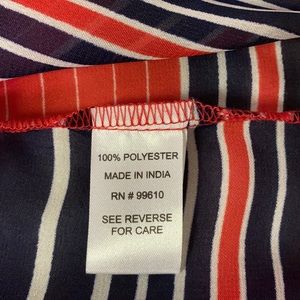 100% POLYESTER
MADE IN INDIA
RN # 99610
SEE REVERSE
FOR CARE